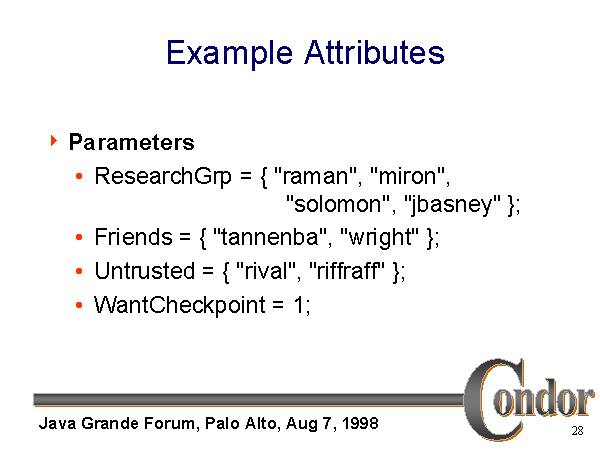 Example Attributes
Parameters
• ResearchGrp = { "raman", "miron",
"solomon", "jbasney" };
• Friends = { "tannenba", "wright" };
• Untrusted = { "rival", "riffraff" };
• WantCheckpoint = 1;
Condor
Java Grande Forum, Palo Alto, Aug 7, 1998
28